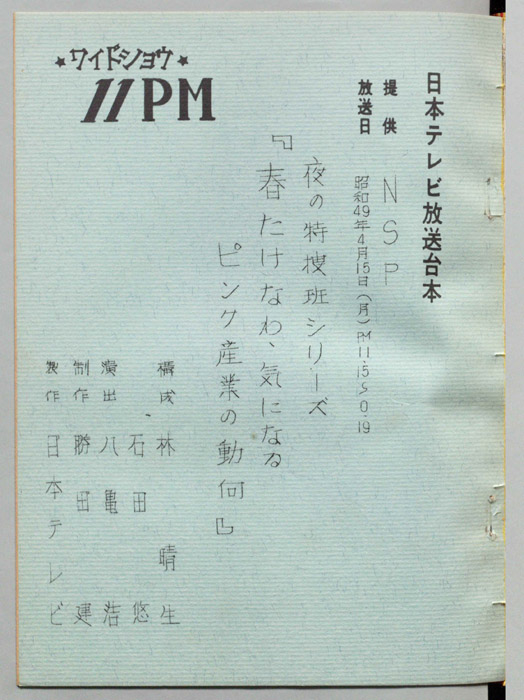 日本テレビ放送台本
提供 NSP
放送日 昭和49年4月15日(月)PM11.15〜0.19
ワイドショウ
11PM
夜の特捜班シリーズ
『春たけなわ、気になる
ピンク産業の動向』
構成 林 晴生
、石田 悠
演出 八亀 浩
制作 勝田 建
製作 日本テレビ